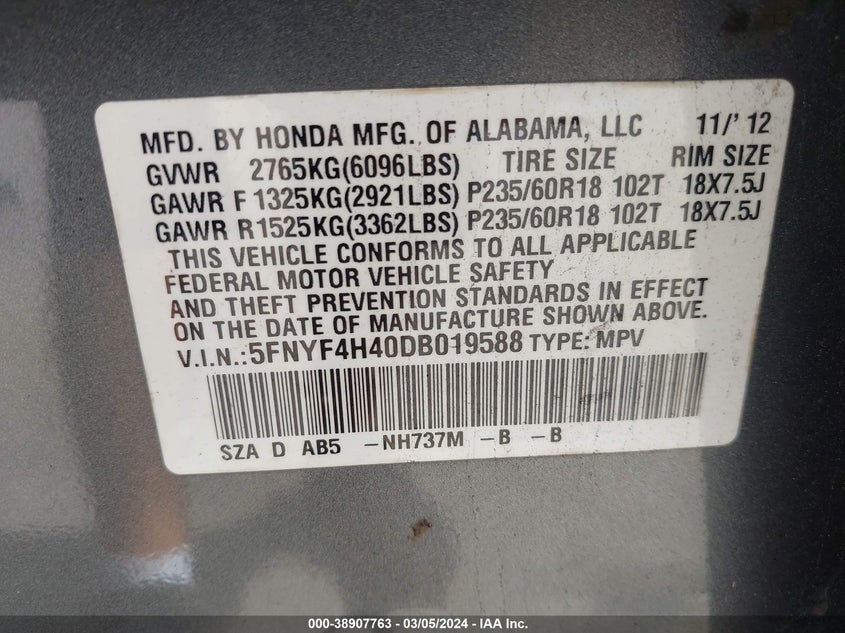 MFD. BY HONDA MFG. OF ALABAMA, LLC 11/' 12
GVWR 2765KG(6096LBS) TIRE SIZE RIM SIZE
GAWR F 1325KG(2921LBS) P235/60R18 102T 18X7.5J
GAWR R 1525KG(3362LBS) P235/60R18 102T 18X7.5J
THIS VEHICLE CONFORMS TO ALL APPLICABLE
FEDERAL MOTOR VEHICLE SAFETY
AND THEFT PREVENTION STANDARDS IN EFFECT
ON THE DATE OF MANUFACTURE SHOWN ABOVE.
V.I.N.:5FNYF4H40DB019588 TYPE: MPV
SZA D AB5 -NH737M -B -B
000-38907763 / 03/05/2024 - IAA Inc.